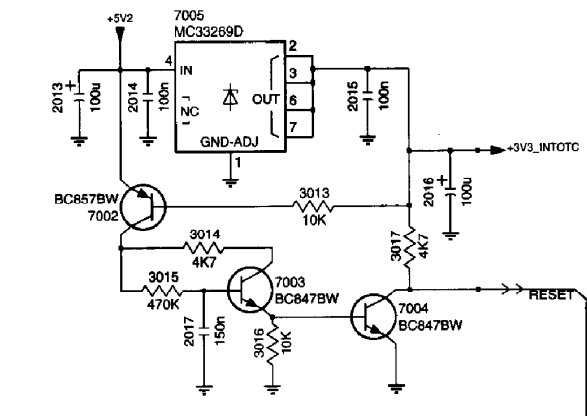 +5V2
7005
MC33269D
4
IN
2
3
6
7
OUT
NC
GND-ADJ
1
2013
+
100u
2014
100n
2015
100n
+3V3_INTOTC
2016
+
100u
BC857BW
7002
3013
10K
3017
4K7
3014
4K7
3015
470K
7003
BC847BW
2017
150n
3016
10K
7004
BC847BW
RESET